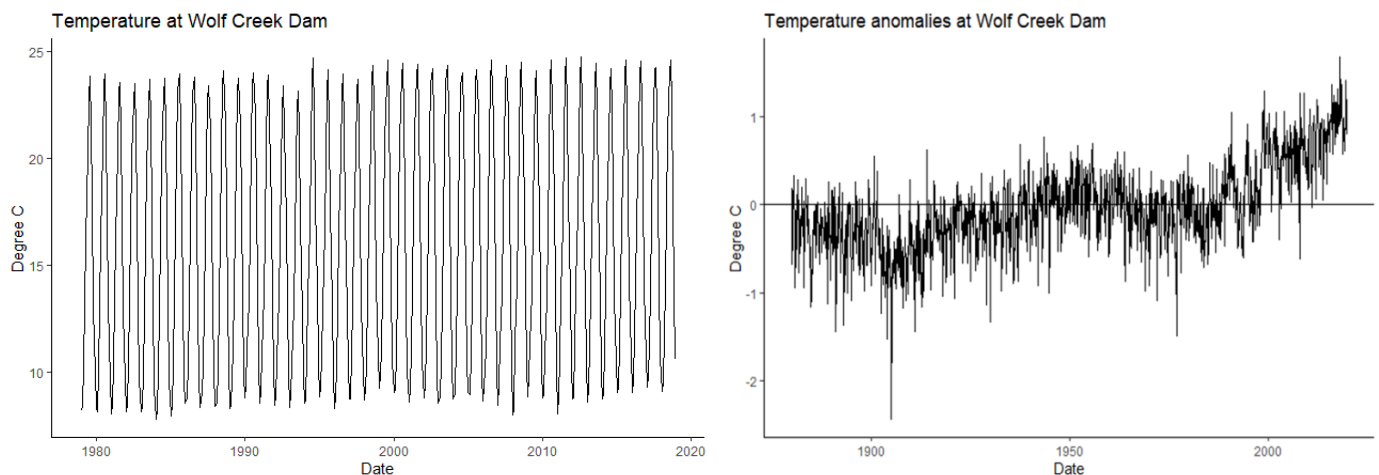 Temperature at Wolf Creek Dam
25
20
15
10
Degree C
1980
1990
2000
2010
2020
Date
Temperature anomalies at Wolf Creek Dam
1
0
-1
-2
Degree C
1900
1950
2000
Date